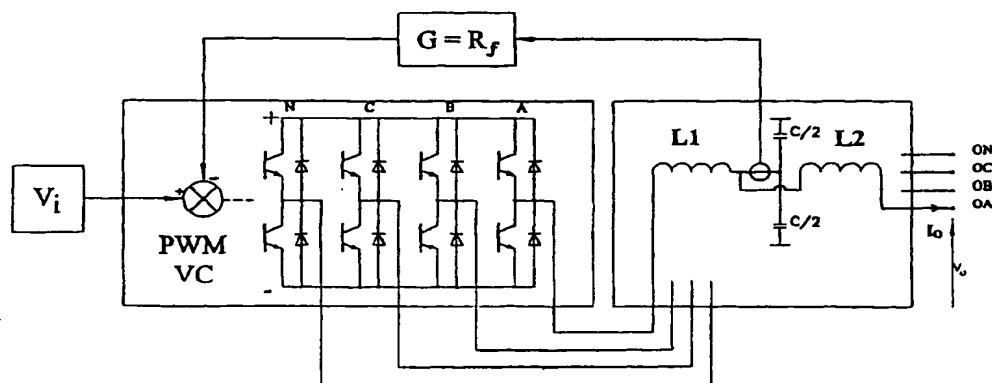 G = R_f
N C B A
+
C/2
L1 L2
ON
OC
OB
OA
C/2
I_o
V_o
V_i
+
-
PWM
VC
-